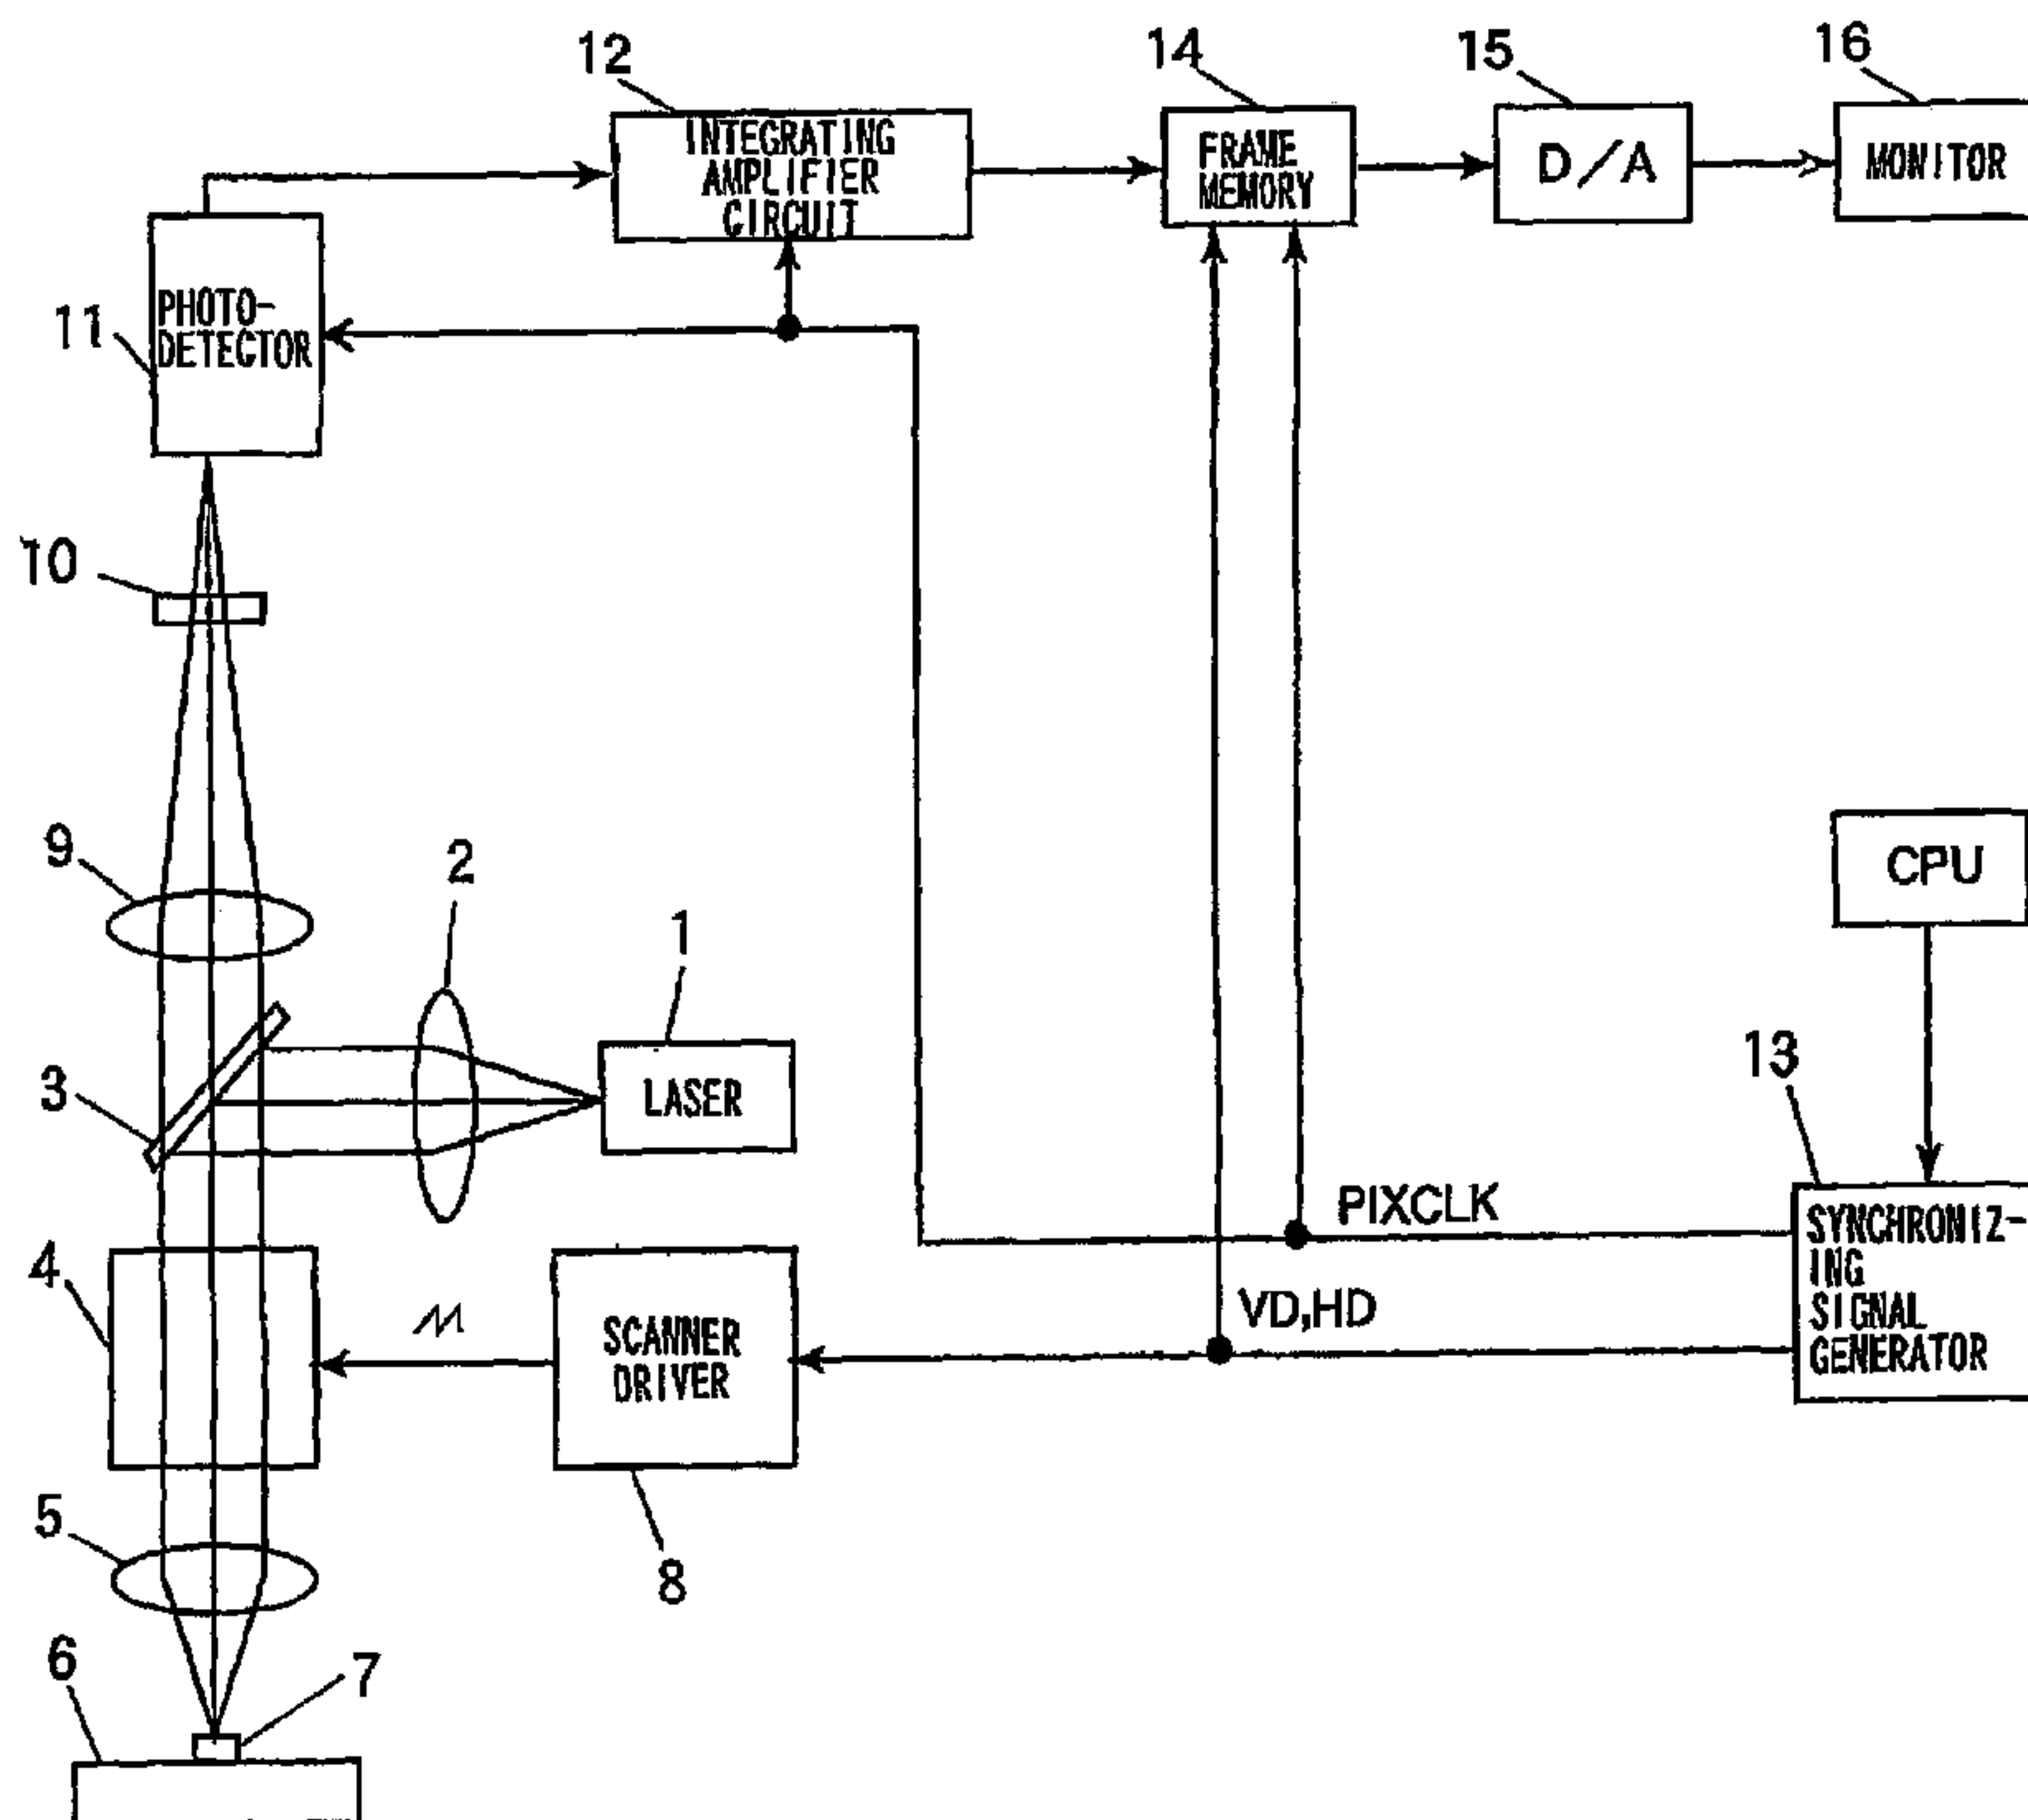 12
14
15
16
INTEGRATING
AMPLIFIER
CIRCUIT
FRAME
MEMORY
D/A
MONITOR
11
PHOTO-
DETECTOR
10
9
2
1
CPU
3
LASER
13
PIXCLK
4
SCANNER
DRIVER
VD,HD
SYNCHRONIZ-
ING
SIGNAL
GENERATOR
5
8
6
7